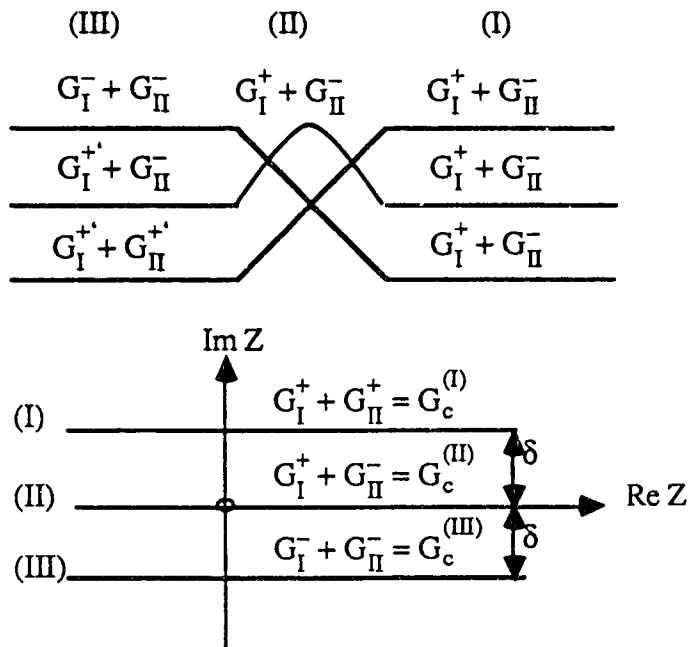 (III) (II) (I)
G_I^- + G_II^- G_I^+ + G_II^- G_I^+ + G_II^-
G_I^+' + G_II^- G_I^+ + G_II^-
G_I^+' + G_II^+' G_I^+ + G_II^-
Im Z
(I) G_I^+ + G_II^+ = G_c^(I)
δ
(II) G_I^+ + G_II^- = G_c^(II) Re Z
δ
(III) G_I^- + G_II^- = G_c^(III)